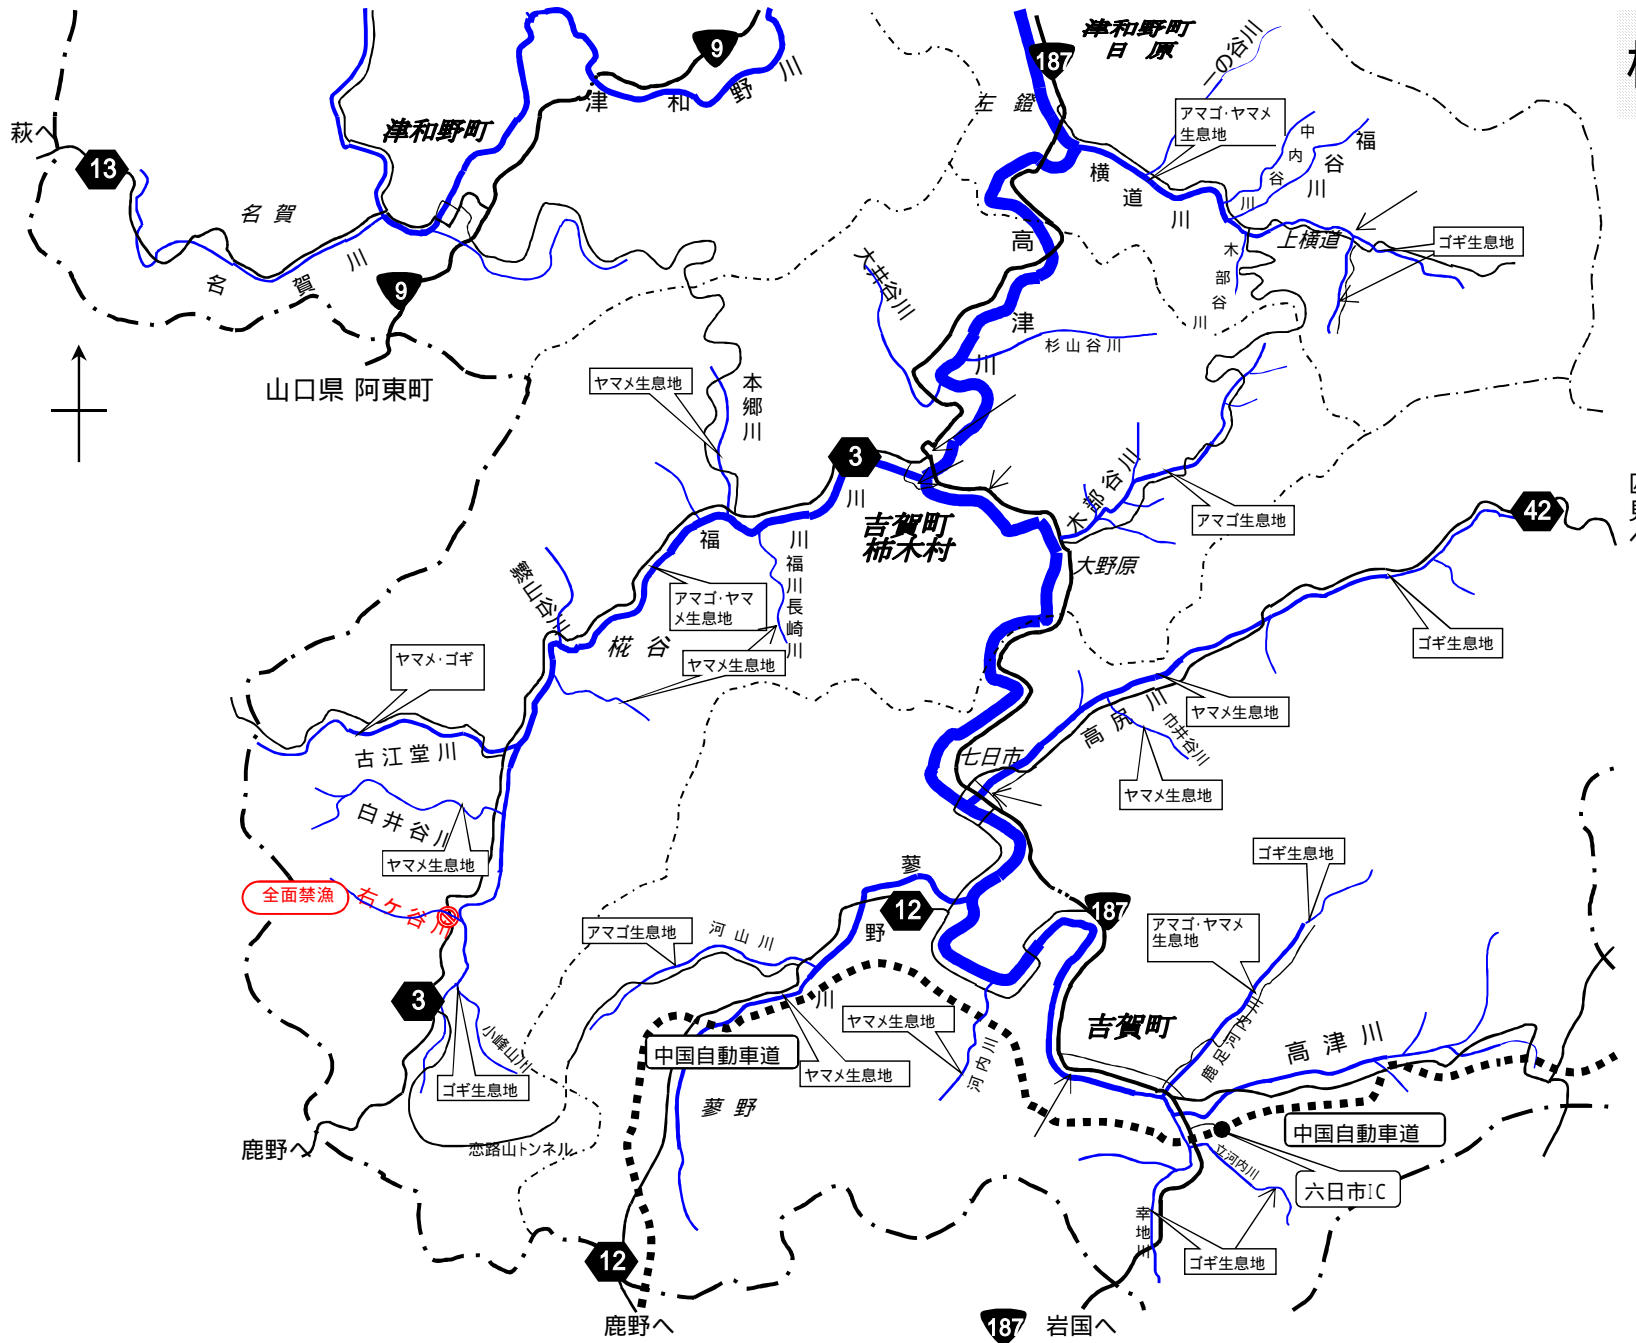 津和野町
日 原
187
一の谷川
左 鐙
アマゴ・ヤマメ
生息地
中内谷川
福谷川
横道川
上横道
ゴギ生息地
木部谷川
9
津和野川
津和野町
萩へ
13
名 賀
名賀川
9
山口県 阿東町
大井谷川
高津川
杉山谷川
ヤマメ生息地
本郷川
3
福川川
吉賀町
柿木村
木部谷川
アマゴ生息地
大野原
42
ゴギ生息地
繁山谷川
アマゴ・ヤマ
メ生息地
福川長崎川
椛 谷
ヤマメ生息地
ヤマメ・ゴギ
古江堂川
白井谷川
ヤマメ生息地
全面禁漁
右ケ谷川
3
小峰山川
ゴギ生息地
鹿野へ
恋路山トンネル
七日市
高尻川
ヤマメ生息地
ヤマメ生息地
蓼野川
12
187
アマゴ生息地
河山川
ヤマメ生息地
中国自動車道
ヤマメ生息地
河内川
蓼 野
吉賀町
ゴギ生息地
アマゴ・ヤマメ
生息地
鹿足河内川
高津川
中国自動車道
立河内川
六日市IC
幸地川
ゴギ生息地
12
鹿野へ
187
岩国へ